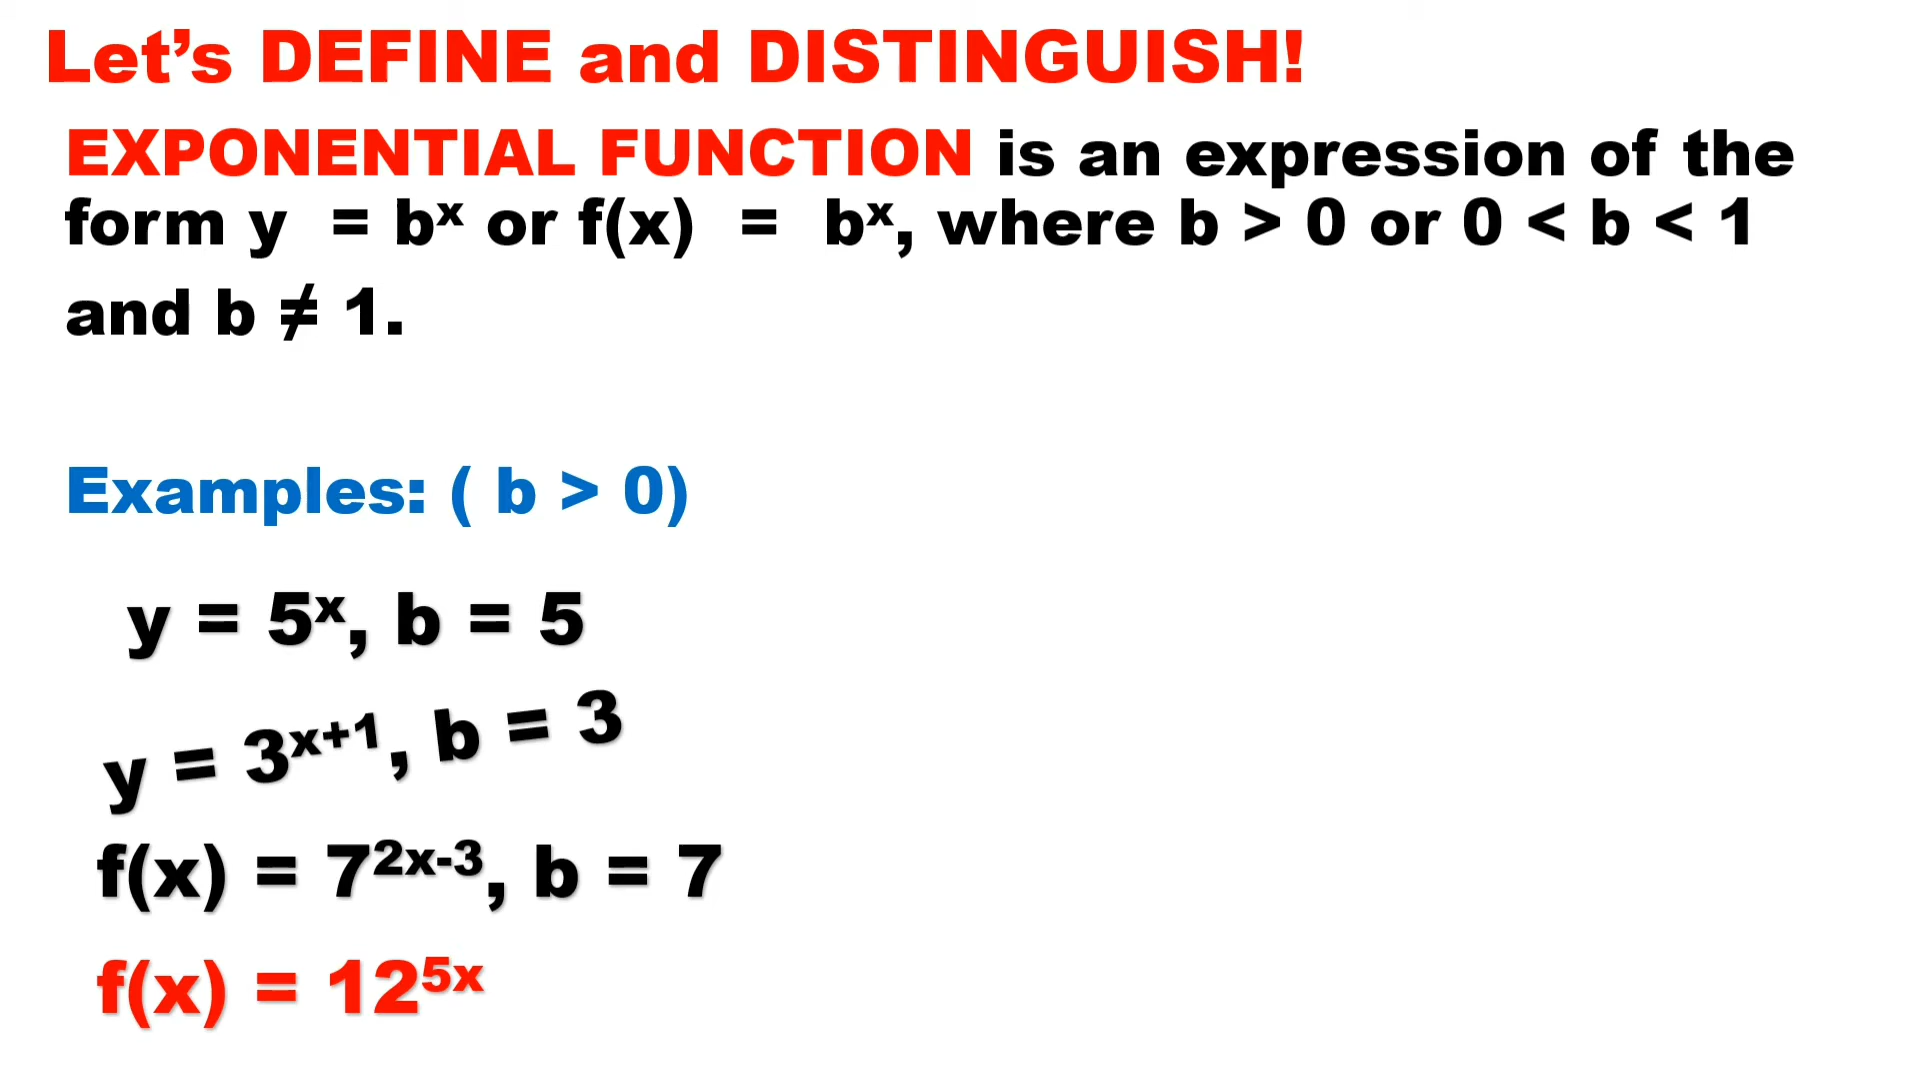 Let’s DEFINE and DISTINGUISH!
EXPONENTIAL FUNCTION is an expression of the
form y = bˣ or f(x) = bˣ, where b > 0 or 0 < b < 1
and b ≠ 1.
Examples: ( b > 0)
y = 5ˣ, b = 5
y = 3ˣ⁺¹, b = 3
f(x) = 7²ˣ⁻³, b = 7
f(x) = 12⁵ˣ